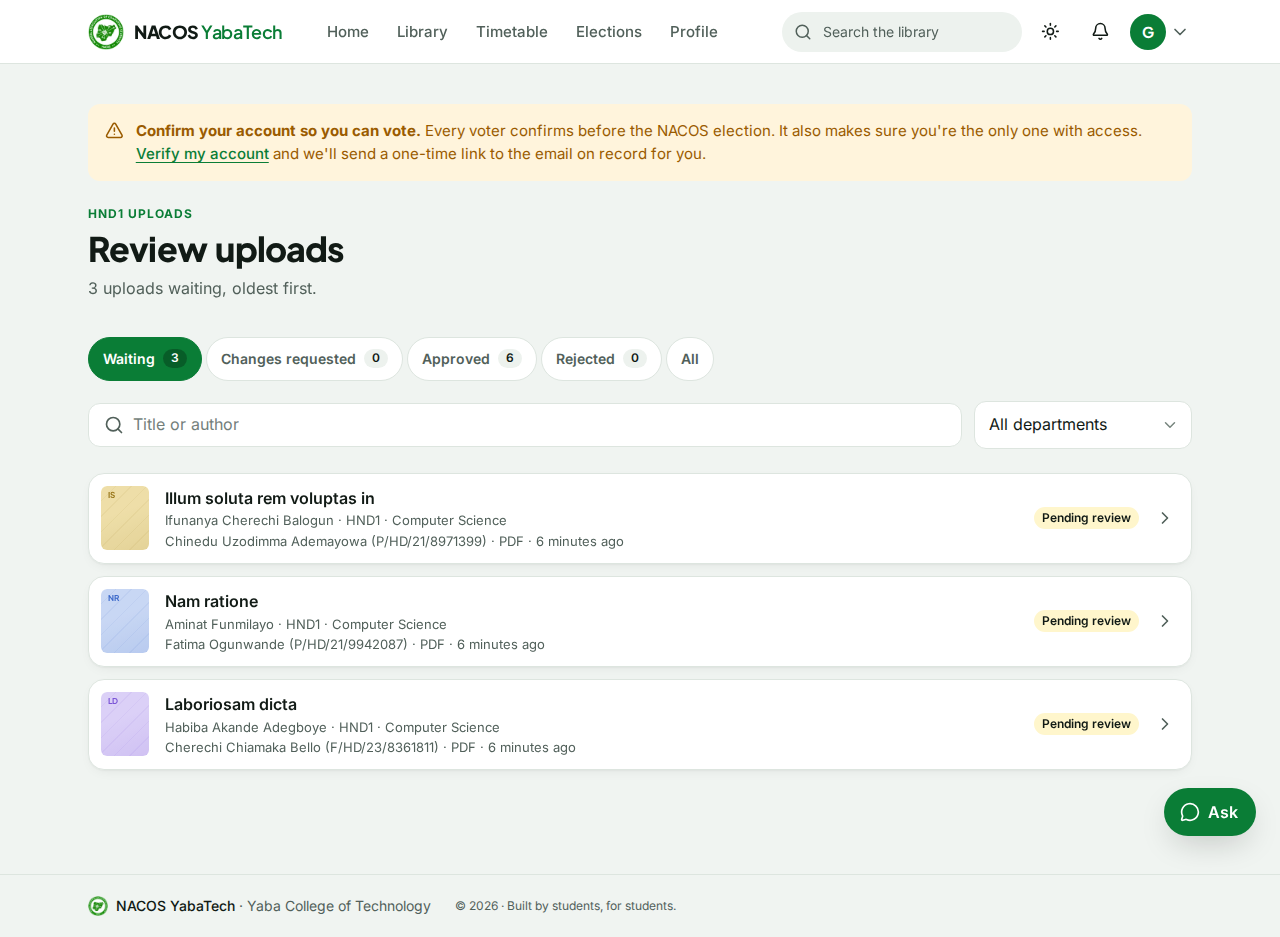 NACOS YabaTech
Home
Library
Timetable
Elections
Profile
Search the library
G
Confirm your account so you can vote. Every voter confirms before the NACOS election. It also makes sure you're the only one with access.
Verify my account and we'll send a one-time link to the email on record for you.
HND1 UPLOADS
Review uploads
3 uploads waiting, oldest first.
Waiting 3
Changes requested 0
Approved 6
Rejected 0
All
Title or author
All departments
IS
Illum soluta rem voluptas in
Ifunanya Cherechi Balogun · HND1 · Computer Science
Chinedu Uzodimma Ademayowa (P/HD/21/8971399) · PDF · 6 minutes ago
Pending review
NR
Nam ratione
Aminat Funmilayo · HND1 · Computer Science
Fatima Ogunwande (P/HD/21/9942087) · PDF · 6 minutes ago
Pending review
LD
Laboriosam dicta
Habiba Akande Adegboye · HND1 · Computer Science
Cherechi Chiamaka Bello (F/HD/23/8361811) · PDF · 6 minutes ago
Pending review
Ask
NACOS YabaTech · Yaba College of Technology
© 2026 · Built by students, for students.